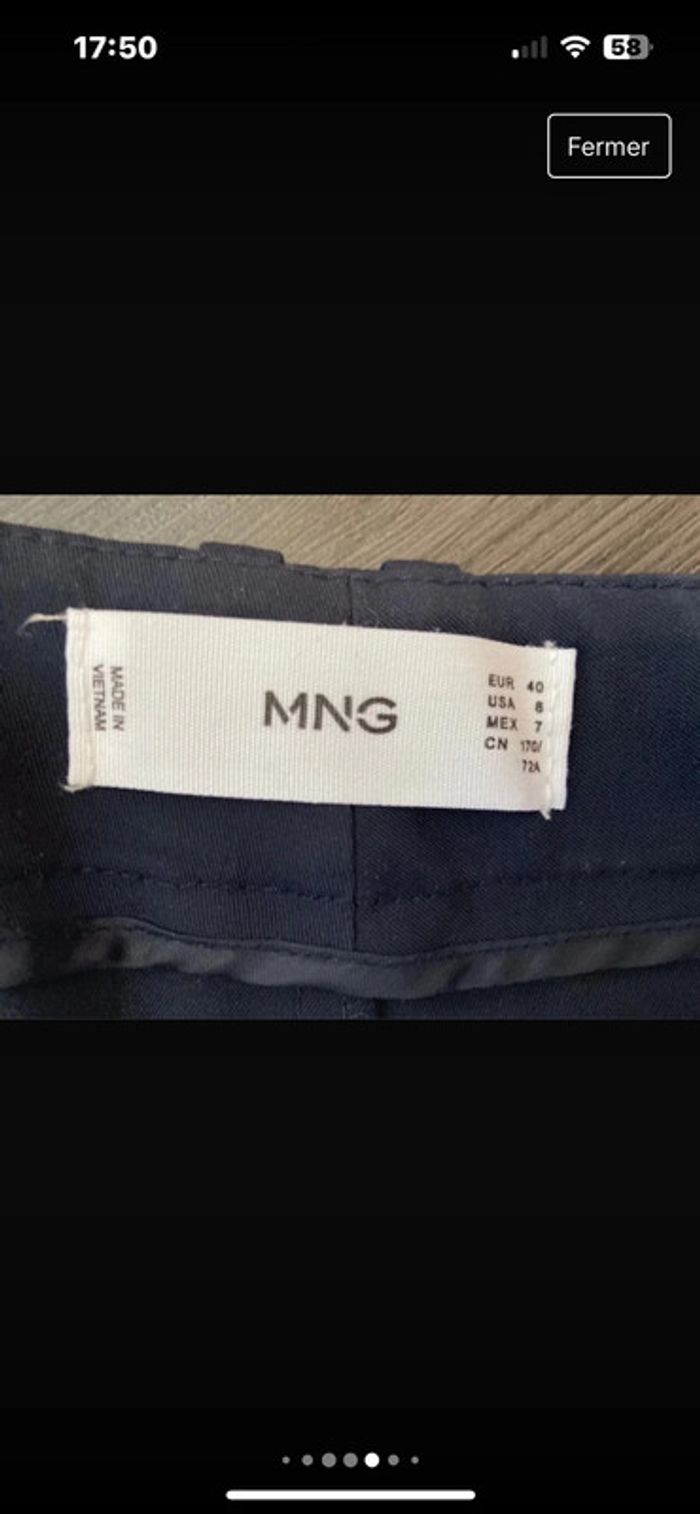 17:50
58
Fermer
MADE IN
VIETNAM
MNG
EUR 40
USA 8
MEX 7
CN 170/
72A